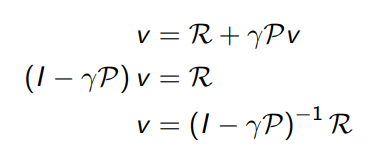 v = ℛ + γ𝒫v
(I − γ𝒫) v = ℛ
v = (I − γ𝒫)⁻¹ ℛ